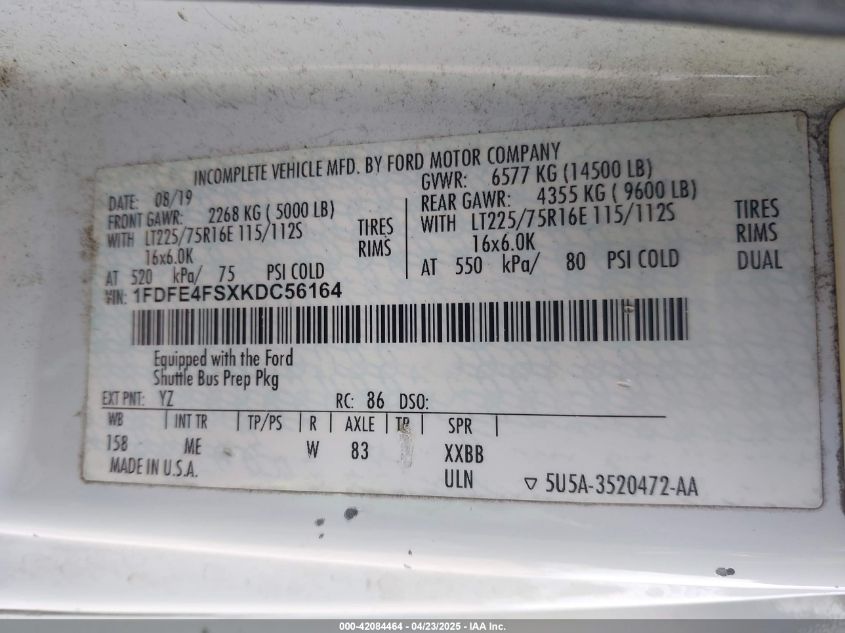 INCOMPLETE VEHICLE MFD. BY FORD MOTOR COMPANY
DATE: 08/19
GVWR: 6577 KG (14500 LB)
FRONT GAWR: 2268 KG ( 5000 LB)
REAR GAWR: 4355 KG ( 9600 LB)
WITH LT225/75R16E 115/112S TIRES
WITH LT225/75R16E 115/112S TIRES
16x6.0K RIMS
16x6.0K RIMS
AT 520 kPa/ 75 PSI COLD
AT 550 kPa/ 80 PSI COLD DUAL
VIN: 1FDFE4FSXKDC56164
Equipped with the Ford
Shuttle Bus Prep Pkg
EXT PNT: YZ RC: 86 DSO:
WB | INT TR | TP/PS | R | AXLE | TR | SPR
158 ME W 83 XXBB
MADE IN U.S.A. ULN ▽ 5U5A-3520472-AA
000-42084464 - 04/23/2025 - IAA Inc.